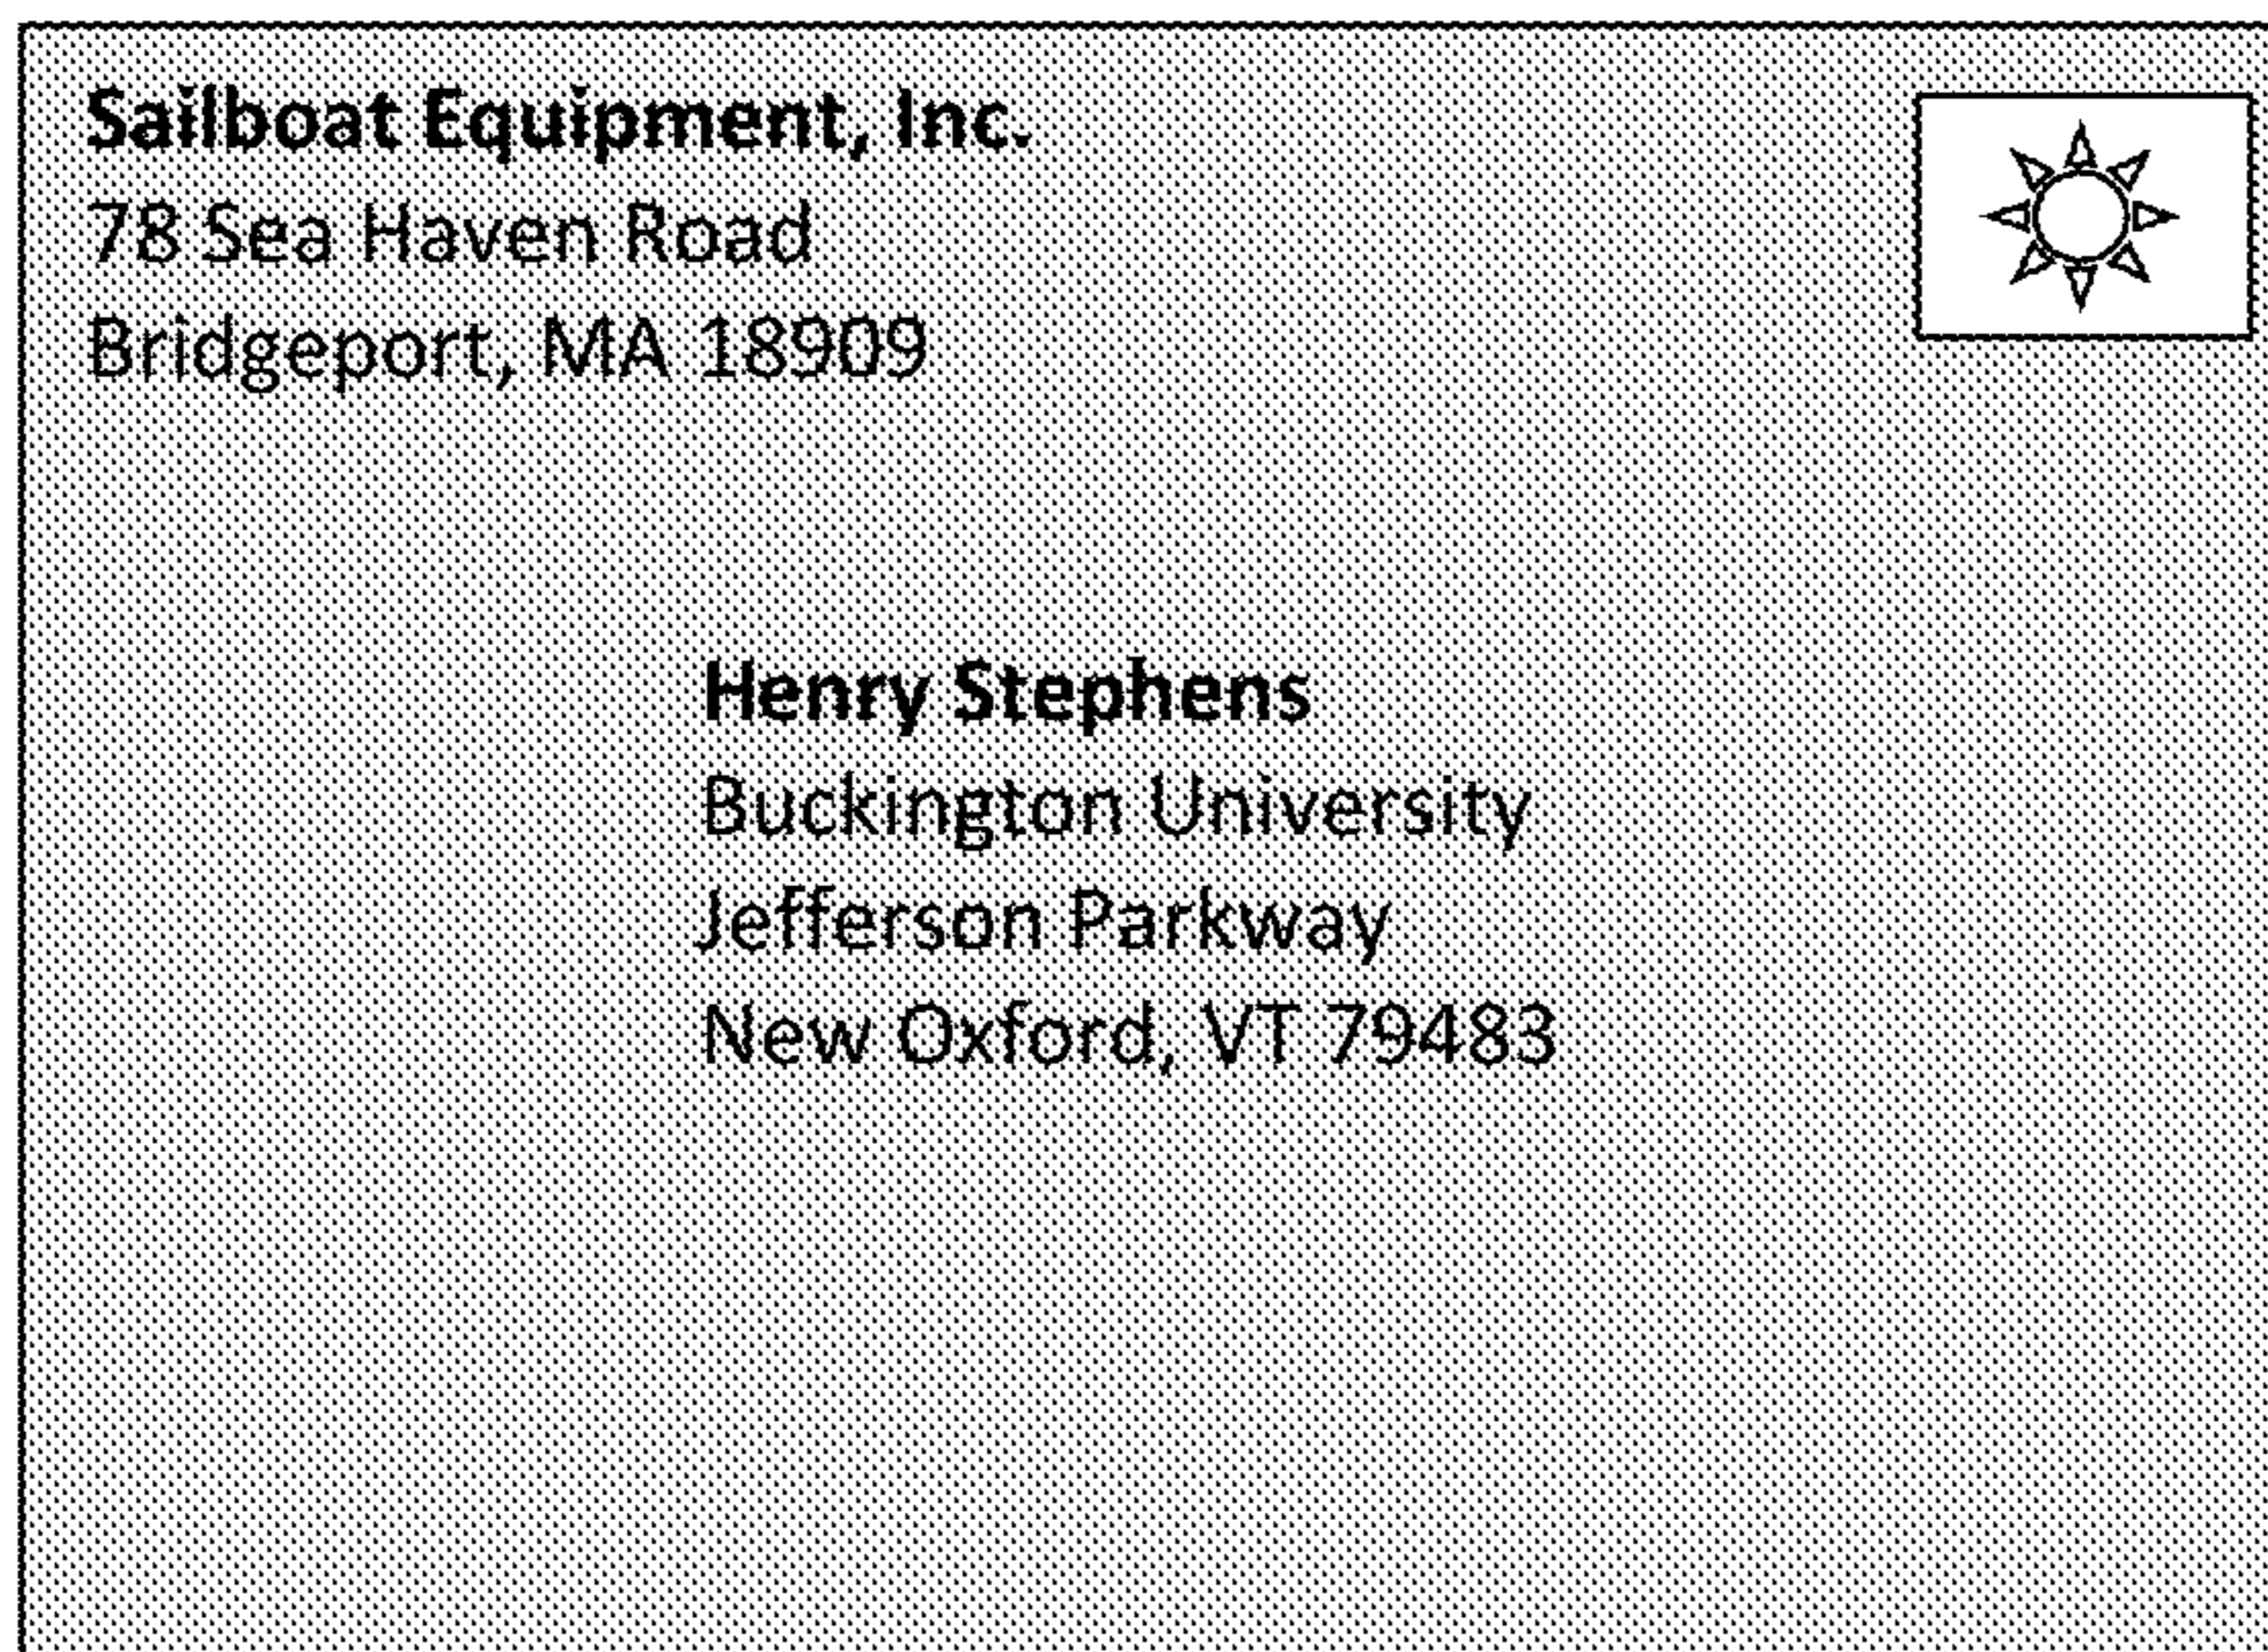 Sailboat Equipment, Inc.
78 Sea Haven Road
Bridgeport, MA 18909
Henry Stephens
Buckington University
Jefferson Parkway
New Oxford, VT 79483